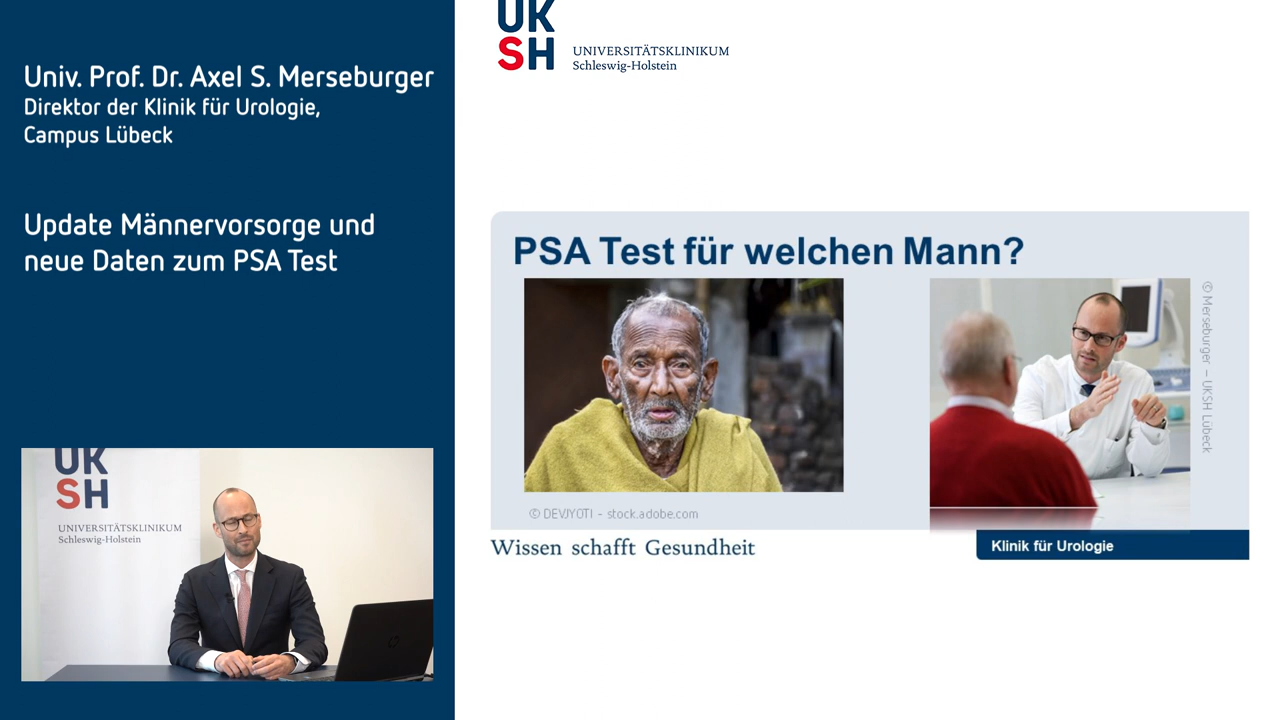 Univ. Prof. Dr. Axel S. Merseburger
Direktor der Klinik für Urologie,
Campus Lübeck
Update Männervorsorge und
neue Daten zum PSA Test
UK
SH
UNIVERSITÄTSKLINIKUM
Schleswig-Holstein
UK
SH
UNIVERSITÄTSKLINIKUM
Schleswig-Holstein
PSA Test für welchen Mann?
© DEVJYOTI - stock.adobe.com
© Merseburger – UKSH Lübeck
Wissen schafft Gesundheit
Klinik für Urologie